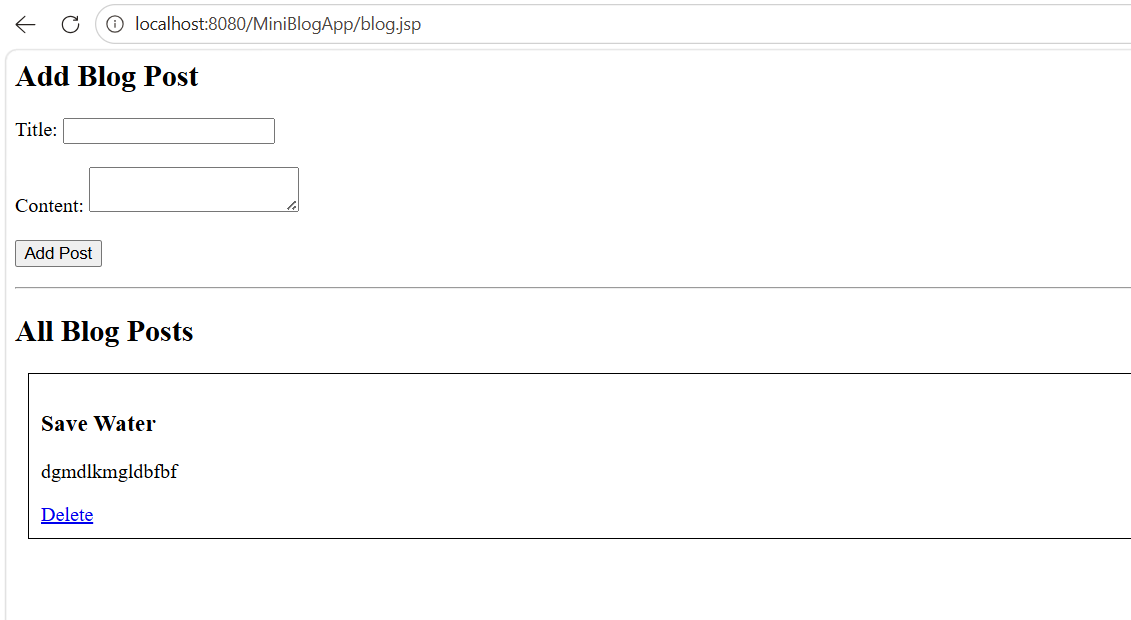 localhost:8080/MiniBlogApp/blog.jsp
Add Blog Post
Title:
Content:
Add Post
All Blog Posts
Save Water
dgmdlkmgldbfbf
Delete